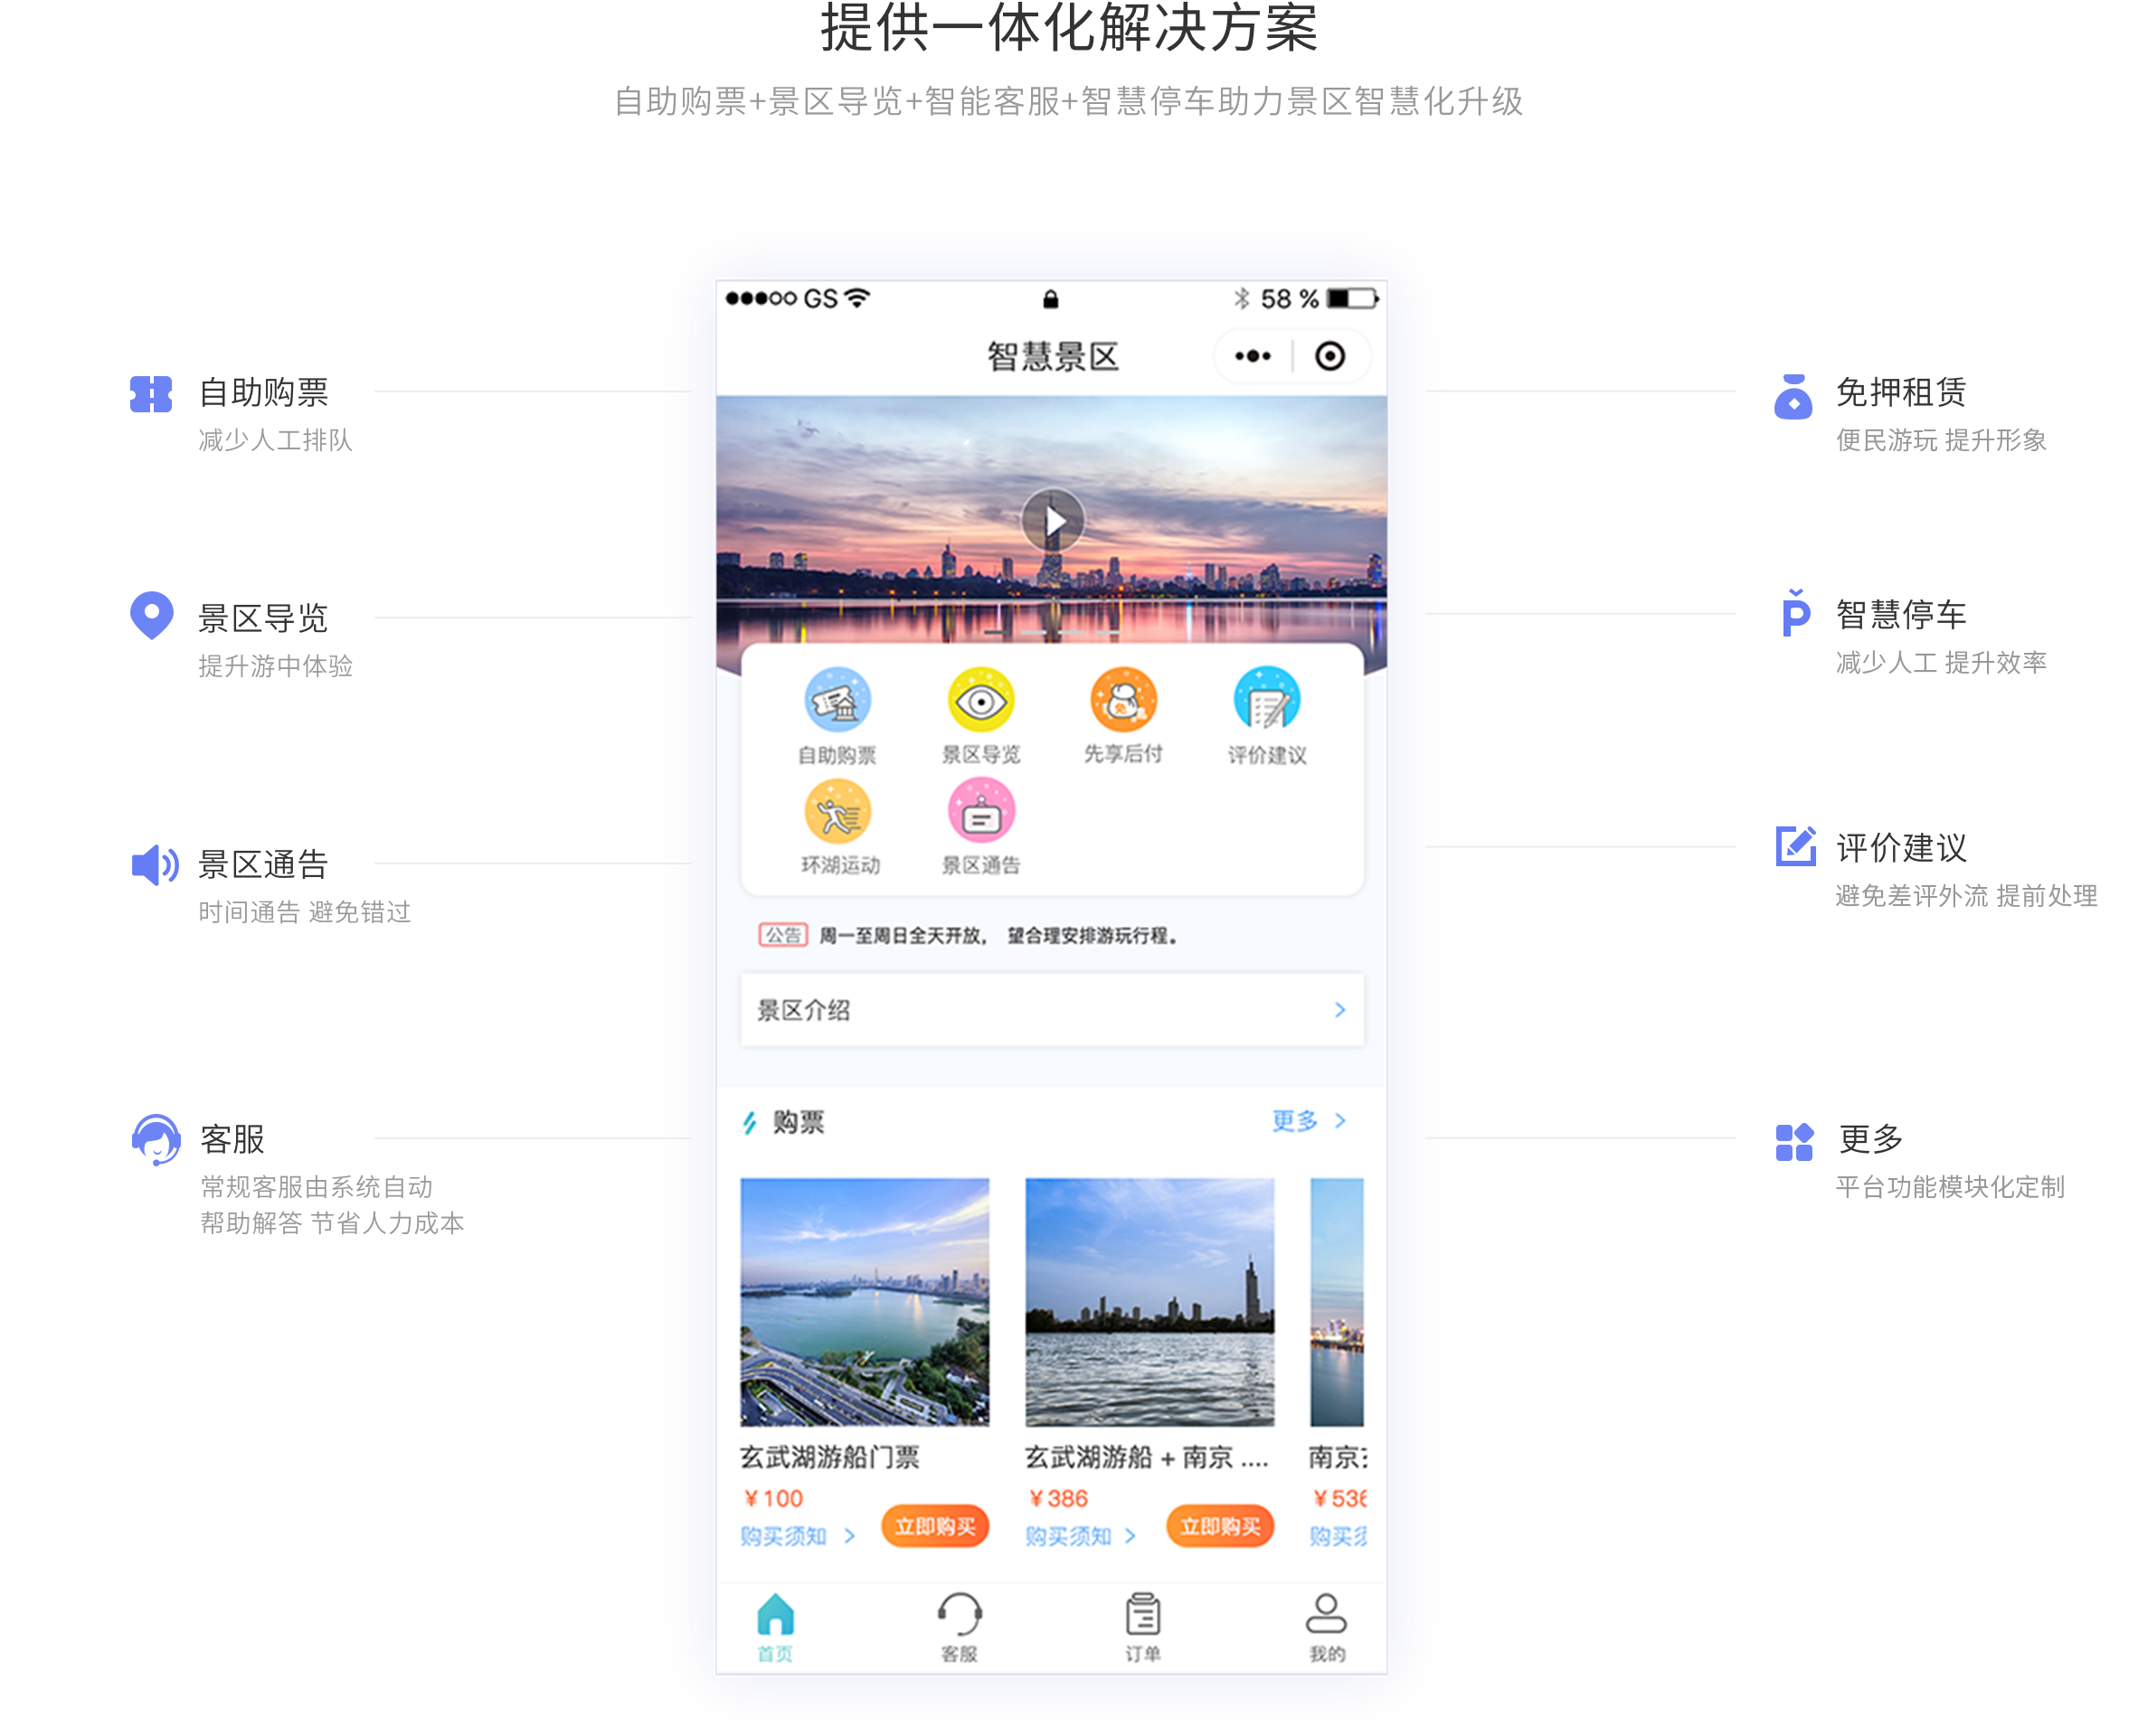 提供一体化解决方案
自助购票+景区导览+智能客服+智慧停车助力景区智慧化升级
自助购票
减少人工排队
景区导览
提升游中体验
景区通告
时间通告 避免错过
客服
常规客服由系统自动
帮助解答 节省人力成本
GS
58 %
智慧景区
自助购票
景区导览
先享后付
免
评价建议
环湖运动
景区通告
公告 周一至周日全天开放， 望合理安排游玩行程。
景区介绍
购票
更多
玄武湖游船门票
¥100
购买须知
立即购买
玄武湖游船 + 南京 ....
¥386
购买须知
立即购买
南京
¥536
购买须
首页
客服
订单
我的
免押租赁
便民游玩 提升形象
P
智慧停车
减少人工 提升效率
评价建议
避免差评外流 提前处理
更多
平台功能模块化定制